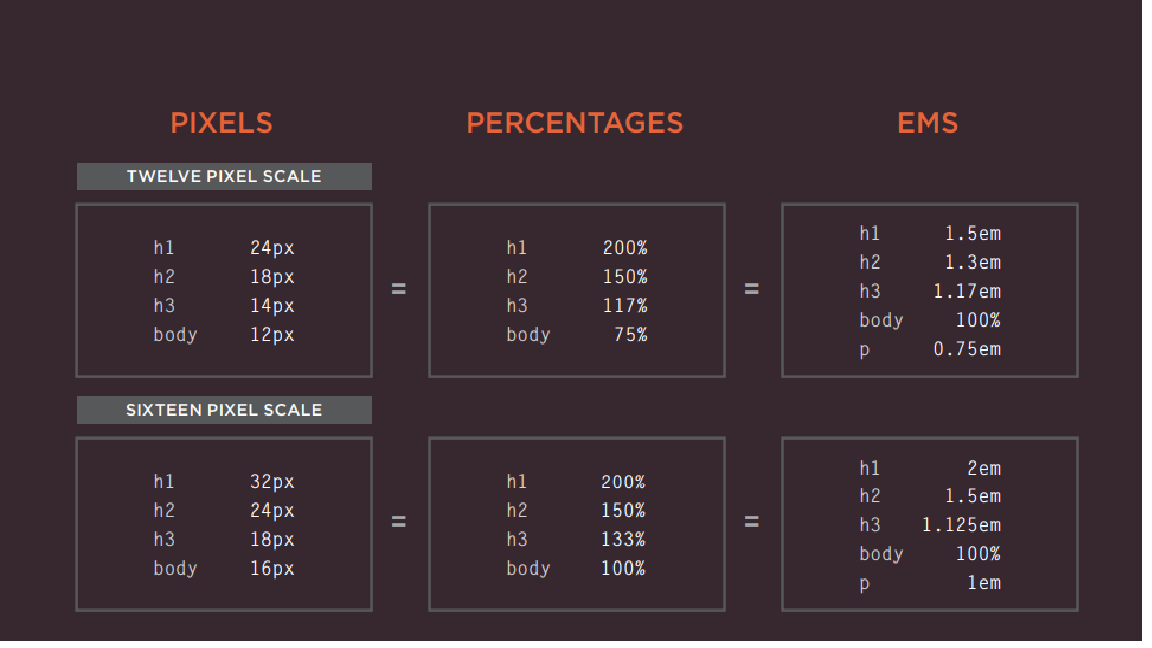 PIXELS PERCENTAGES EMS
TWELVE PIXEL SCALE
h1 24px
h2 18px
h3 14px
body 12px
=
h1 200%
h2 150%
h3 117%
body 75%
=
h1 1.5em
h2 1.3em
h3 1.17em
body 100%
p 0.75em
SIXTEEN PIXEL SCALE
h1 32px
h2 24px
h3 18px
body 16px
=
h1 200%
h2 150%
h3 133%
body 100%
=
h1 2em
h2 1.5em
h3 1.125em
body 100%
p 1em